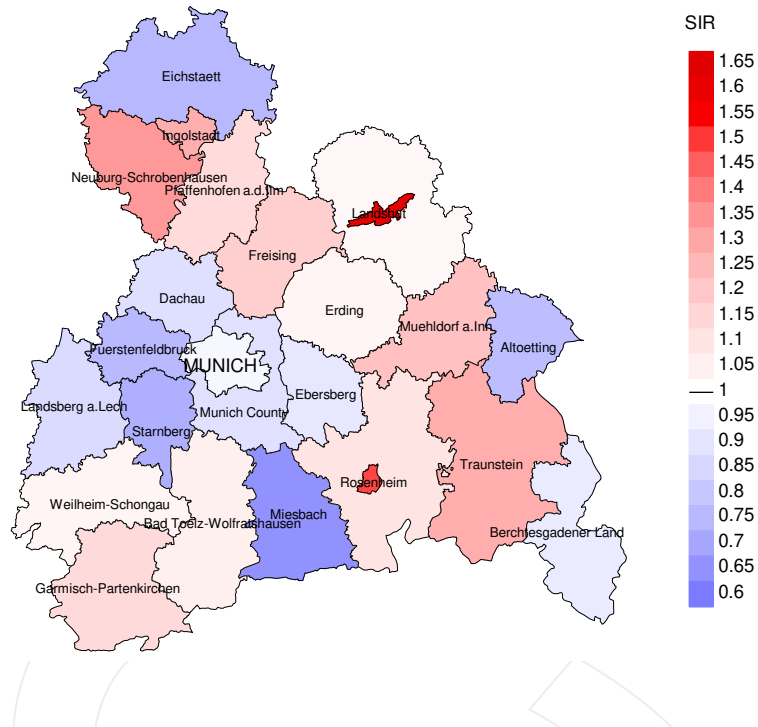 SIR
1.65
1.6
1.55
1.5
1.45
1.4
1.35
1.3
1.25
1.2
1.15
1.1
1.05
1
0.95
0.9
0.85
0.8
0.75
0.7
0.65
0.6
Eichstaett
Ingolstadt
Neuburg-Schrobenhausen
Pfaffenhofen a.d.Ilm
Landshut
Freising
Dachau
Erding
Muehldorf a.Inn
Altoetting
Fuerstenfeldbruck
MUNICH
Ebersberg
Landsberg a.Lech
Munich County
Starnberg
Traunstein
Rosenheim
Weilheim-Schongau
Miesbach
Bad Toelz-Wolfratshausen
Berchtesgadener Land
Garmisch-Partenkirchen